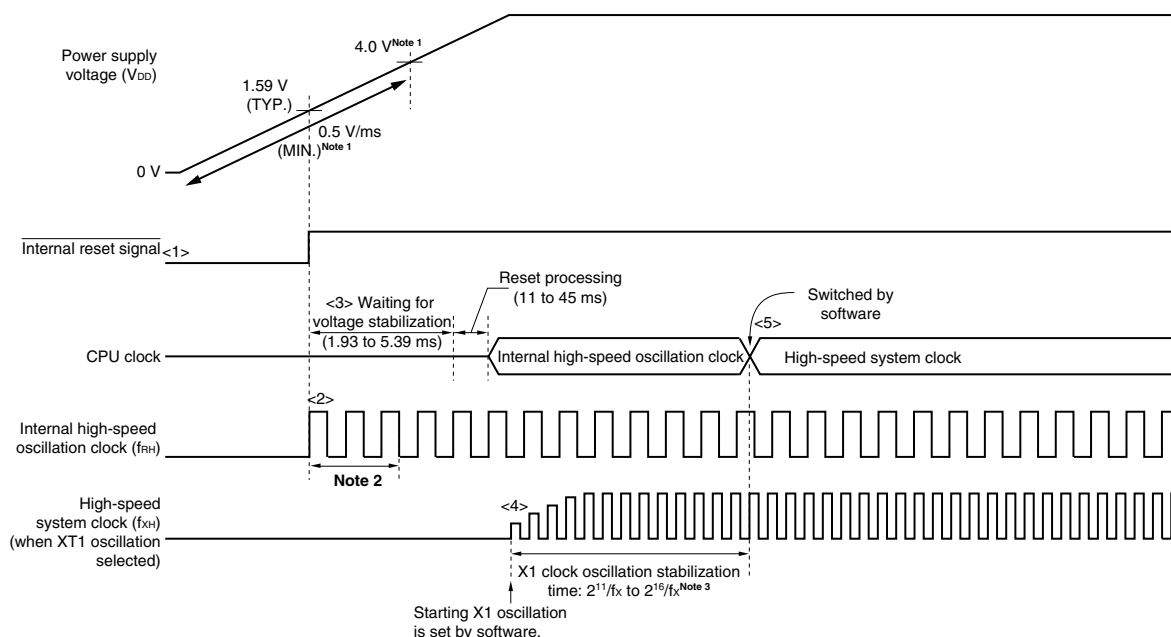 Power supply
voltage (VDD)
4.0 V Note 1
1.59 V
(TYP.)
0.5 V/ms
(MIN.) Note 1
0 V
Internal reset signal
<1>
Reset processing
(11 to 45 ms)
<3> Waiting for
voltage stabilization
(1.93 to 5.39 ms)
Switched by
software
<5>
CPU clock
Internal high-speed oscillation clock
High-speed system clock
<2>
Internal high-speed
oscillation clock (fRH)
Note 2
High-speed
system clock (fXH)
(when XT1 oscillation
selected)
<4>
X1 clock oscillation stabilization
time: 2^11/fX to 2^16/fX Note 3
Starting X1 oscillation
is set by software.